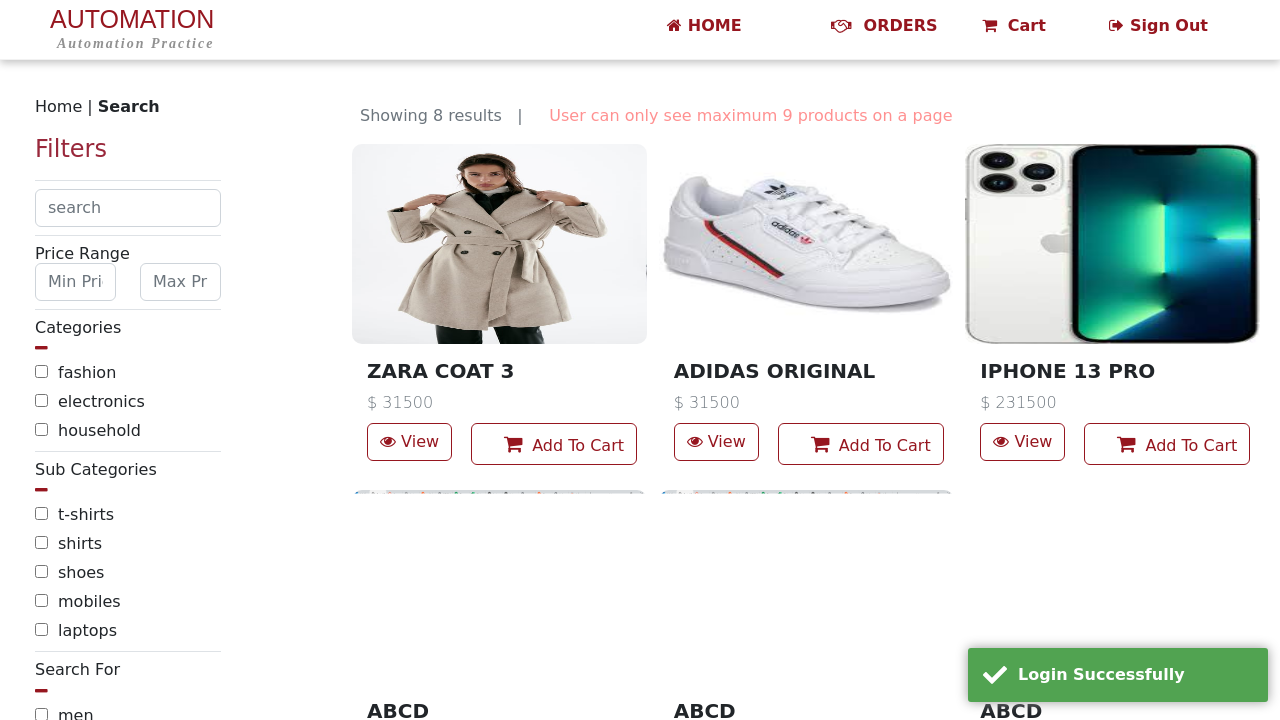 AUTOMATION
Automation Practice
HOME
ORDERS
Cart
Sign Out
Home | Search
Filters
search
Price Range
Min Pri
Max Pr
Categories
fashion
electronics
household
Sub Categories
t-shirts
shirts
shoes
mobiles
laptops
Search For
men
Showing 8 results | User can only see maximum 9 products on a page
adidas
adidas
ZARA COAT 3
$ 31500
View
Add To Cart
ADIDAS ORIGINAL
$ 31500
View
Add To Cart
IPHONE 13 PRO
$ 231500
View
Add To Cart
ABCD
ABCD
ABCD
Login Successfully